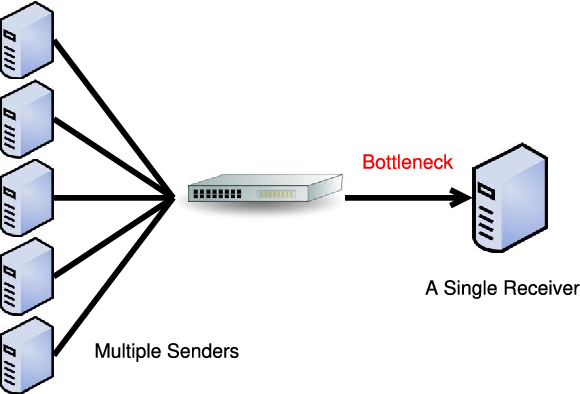 Bottleneck
A Single Receiver
Multiple Senders